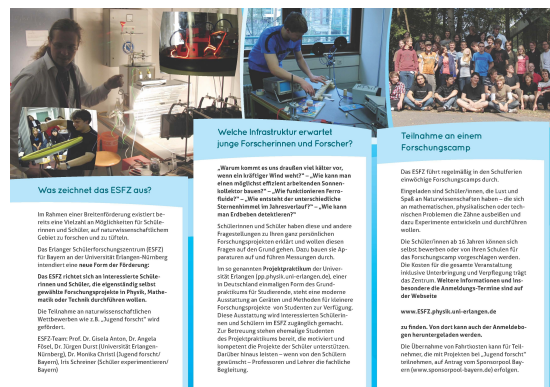 Was zeichnet das ESFZ aus?
Im Rahmen einer Breitenförderung existiert be-
reits eine Vielzahl an Möglichkeiten für Schüle-
rinnen und Schüler, auf naturwissenschaftlichem
Gebiet zu forschen und zu tüfteln.
Das Erlanger Schülerforschungszentrum (ESFZ)
für Bayern an der Universität Erlangen-Nürnberg
intendiert eine neue Form der Förderung:
Das ESFZ richtet sich an interessierte Schüle-
rinnen und Schüler, die eigenständig selbst
gewählte Forschungsprojekte in Physik, Mathe-
matik oder Technik durchführen wollen.
Die Teilnahme an naturwissenschaftlichen
Wettbewerben wie z.B. „Jugend forscht" wird
gefördert.
ESFZ-Team: Prof. Dr. Gisela Anton, Dr. Angela
Fösel, Dr. Jürgen Durst (Universität Erlangen-
Nürnberg), Dr. Monika Christl (Jugend forscht/
Bayern), Iris Schreiner (Schüler experimentieren/
Bayern)
Welche Infrastruktur erwartet
junge Forscherinnen und Forscher?
„Warum kommt es uns draußen viel kälter vor,
wenn ein kräftiger Wind weht?" – „Wie kann man
einen möglichst effizient arbeitenden Sonnen-
kollektor bauen?" – „Wie funktionieren Ferro-
fluide?" – „Wie entsteht der unterschiedliche
Sternenhimmel im Jahresverlauf?" – „Wie kann
man Erdbeben detektieren?"
Schülerinnen und Schüler haben diese und andere
Fragestellungen zu ihren ganz persönlichen
Forschungsprojekten erklärt und wollen diesen
Fragen auf den Grund gehen. Dazu bauen sie Ap-
paraturen auf und führen Messungen durch.
Im so genannten Projektpraktikum der Univer-
sität Erlangen (pp.physik.uni-erlangen.de), einer
in Deutschland einmaligen Form des Grund-
praktikums für Studierende, steht eine moderne
Ausstattung an Geräten und Methoden für kleinere
Forschungsprojekte von Studenten zur Verfügung.
Diese Ausstattung wird interessierten SchülerIn-
nen und Schülern im ESFZ zugänglich gemacht.
Zur Betreuung stehen ehemalige Studenten
des Projektpraktikums bereit, die motiviert und
kompetent die Projekte der Schüler unterstützen.
Darüber hinaus leisten – wenn von den Schülern
gewünscht – Professoren und Lehrer die fachliche
Begleitung.
Teilnahme an einem
Forschungscamp
Das ESFZ führt regelmäßig in den Schulferien
einwöchige Forschungscamps durch.
Eingeladen sind Schüler/innen, die Lust und
Spaß an Naturwissenschaften haben – die sich
an mathematischen, physikalischen oder tech-
nischen Problemen die Zähne ausbeißen und
dazu Experimente entwickeln und durchführen
wollen.
Die Schüler/innen ab 16 Jahren können sich
selbst bewerben oder von ihren Schulen für
das Forschungscamp vorgeschlagen werden.
Die Kosten für die gesamte Veranstaltung
inklusive Unterbringung und Verpflegung trägt
das Zentrum. Weitere Informationen und ins-
besondere die Anmeldungs-Termine sind auf
der Webseite
www.ESFZ.physik.uni-erlangen.de
zu finden. Von dort kann auch der Anmeldebo-
gen heruntergeladen werden.
Die Übernahme von Fahrtkosten kann für Teil-
nehmer, die mit Projekten bei „Jugend forscht"
teilnehmen, auf Antrag vom Sponsorpool Bay-
ern (www.sponsorpool-bayern.de) erfolgen.